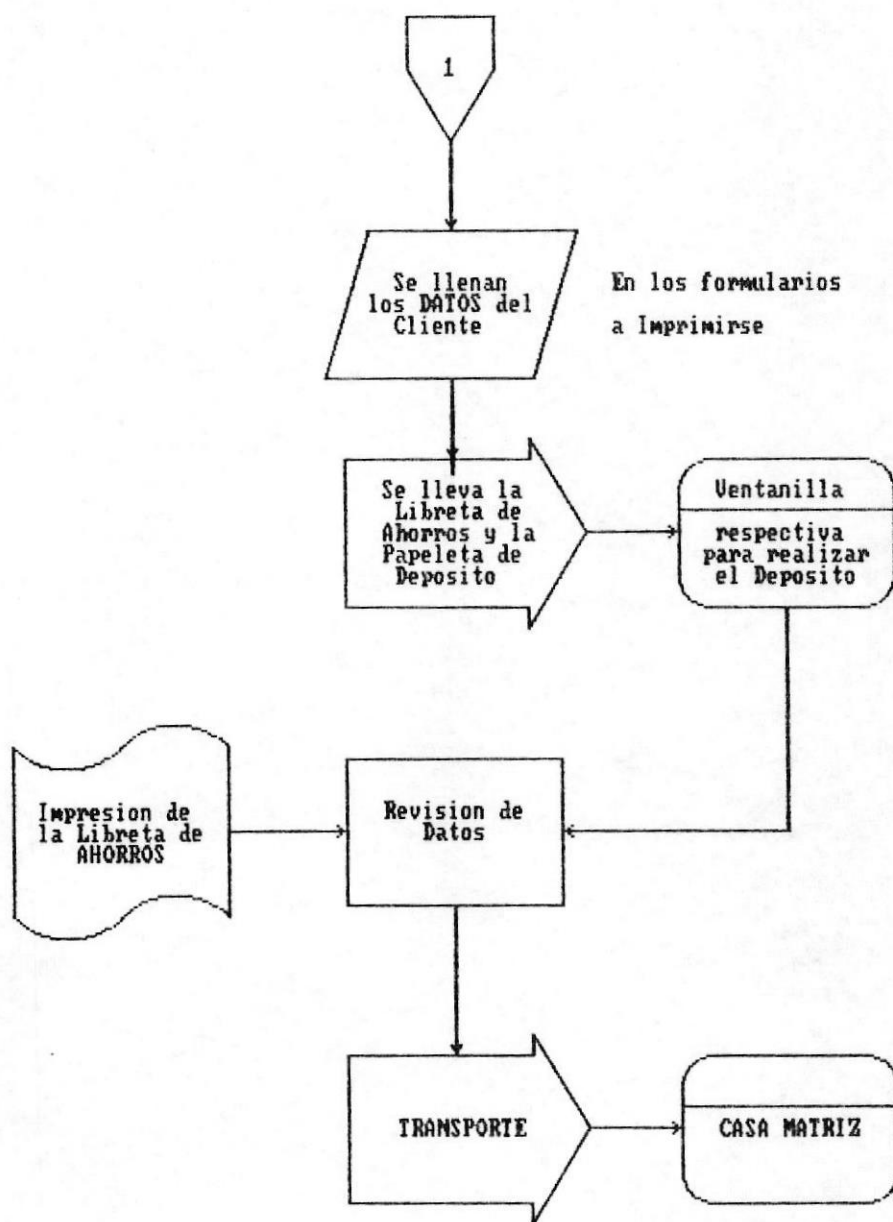 1
Se llenan
los DATOS del
Cliente
En los formularios
a Imprimirse
Se lleva la
Libreta de
Ahorros y la
Papeleta de
Deposito
Ventanilla
respectiva
para realizar
el Deposito
Impresion de
la Libreta de
AHORROS
Revision de
Datos
TRANSPORTE
CASA MATRIZ